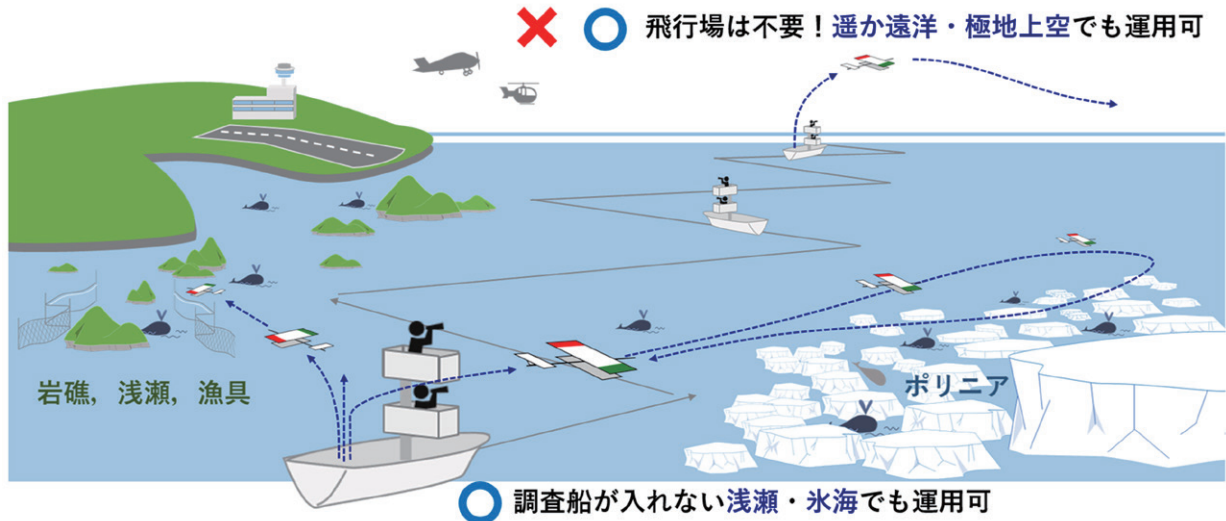 飛行場は不要!遥か遠洋・極地上空でも運用可
岩礁,浅瀬,漁具
ポリニア
調査船が入れない浅瀬・氷海でも運用可